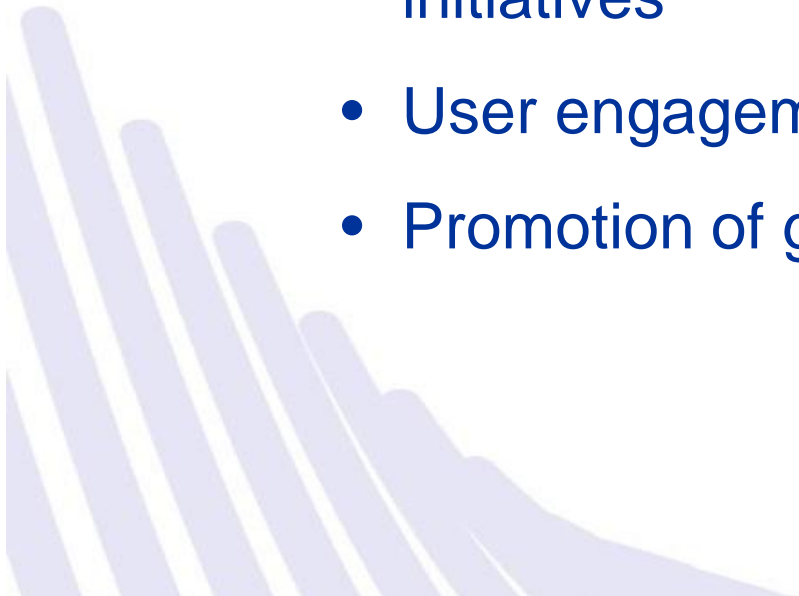 initiatives
• User engagem
• Promotion of g